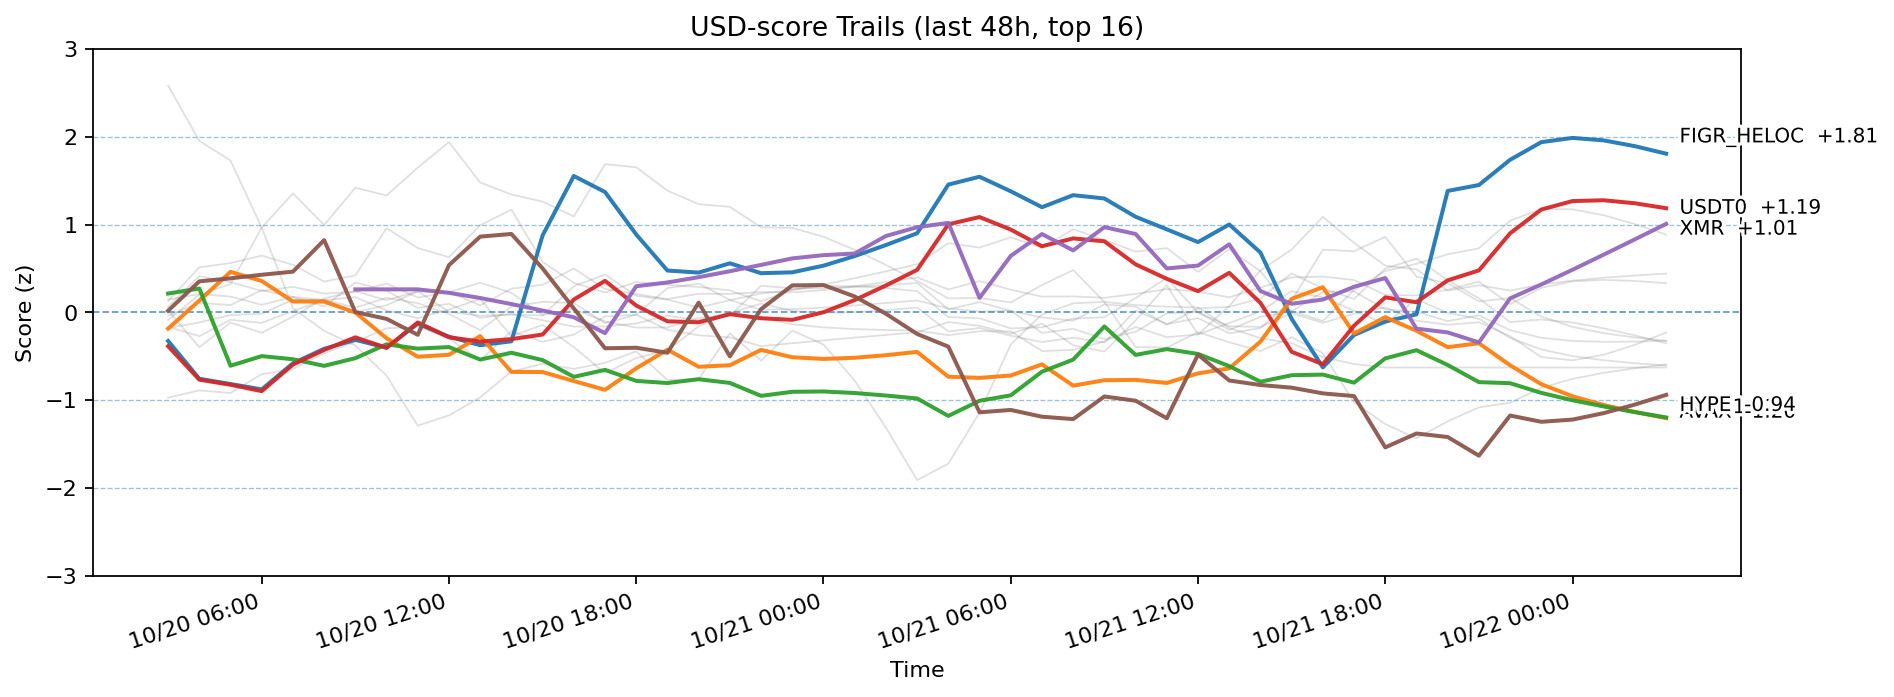 USD-score Trails (last 48h, top 16)
Score (z)
3
2
1
0
−1
−2
−3
FIGR_HELOC +1.81
USDT0 +1.19
XMR +1.01
HYPE -0.94
10/20 06:00
10/20 12:00
10/20 18:00
10/21 00:00
10/21 06:00
10/21 12:00
10/21 18:00
10/22 00:00
Time